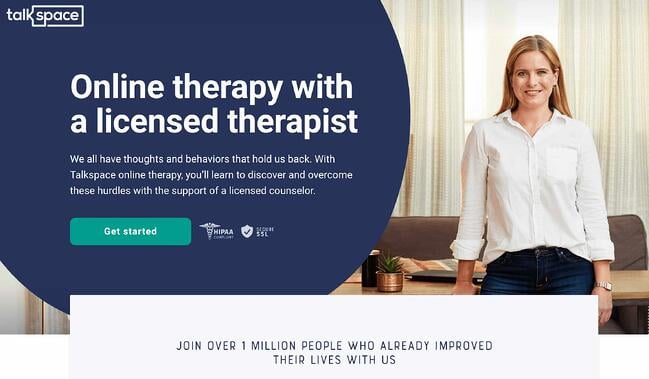 talkspace
Online therapy with
a licensed therapist
We all have thoughts and behaviors that hold us back. With
Talkspace online therapy, you'll learn to discover and overcome
these hurdles with the support of a licensed counselor.
Get started
HIPAA
COMPLIANT
SECURE
SSL
JOIN OVER 1 MILLION PEOPLE WHO ALREADY IMPROVED
THEIR LIVES WITH US